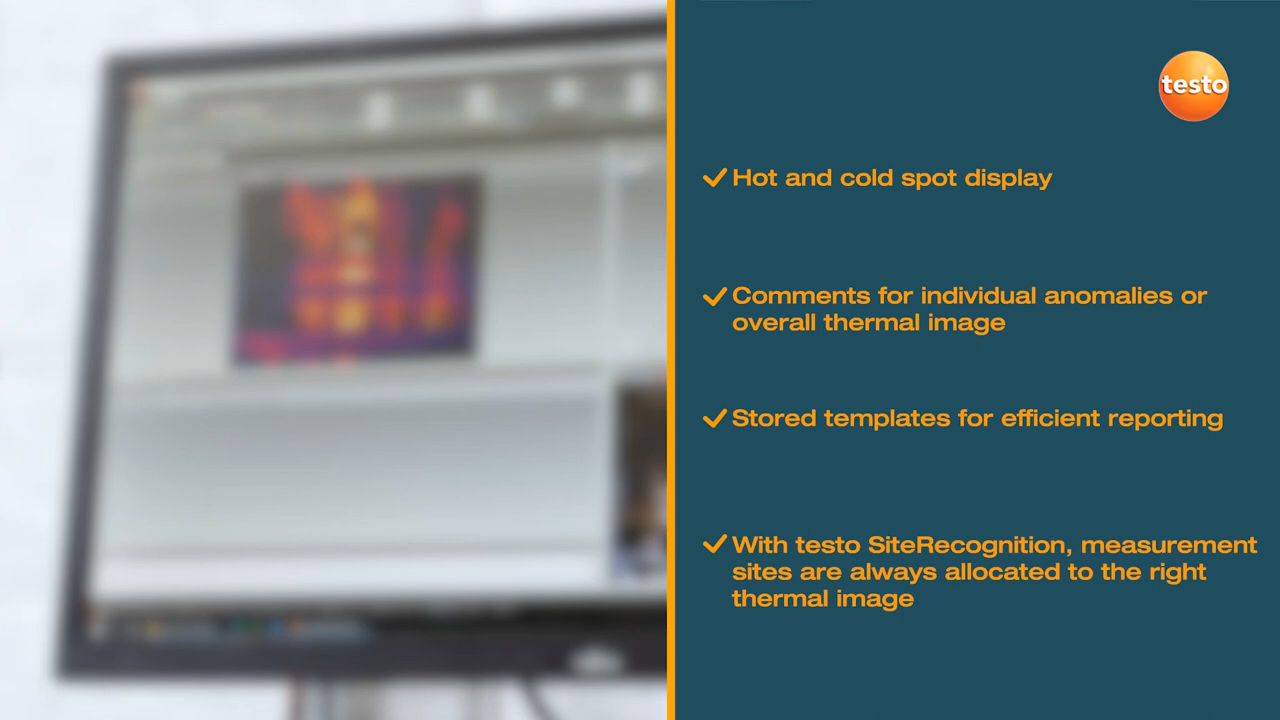 testo
Hot and cold spot display
Comments for individual anomalies or
overall thermal image
Stored templates for efficient reporting
With testo SiteRecognition, measurement
sites are always allocated to the right
thermal image